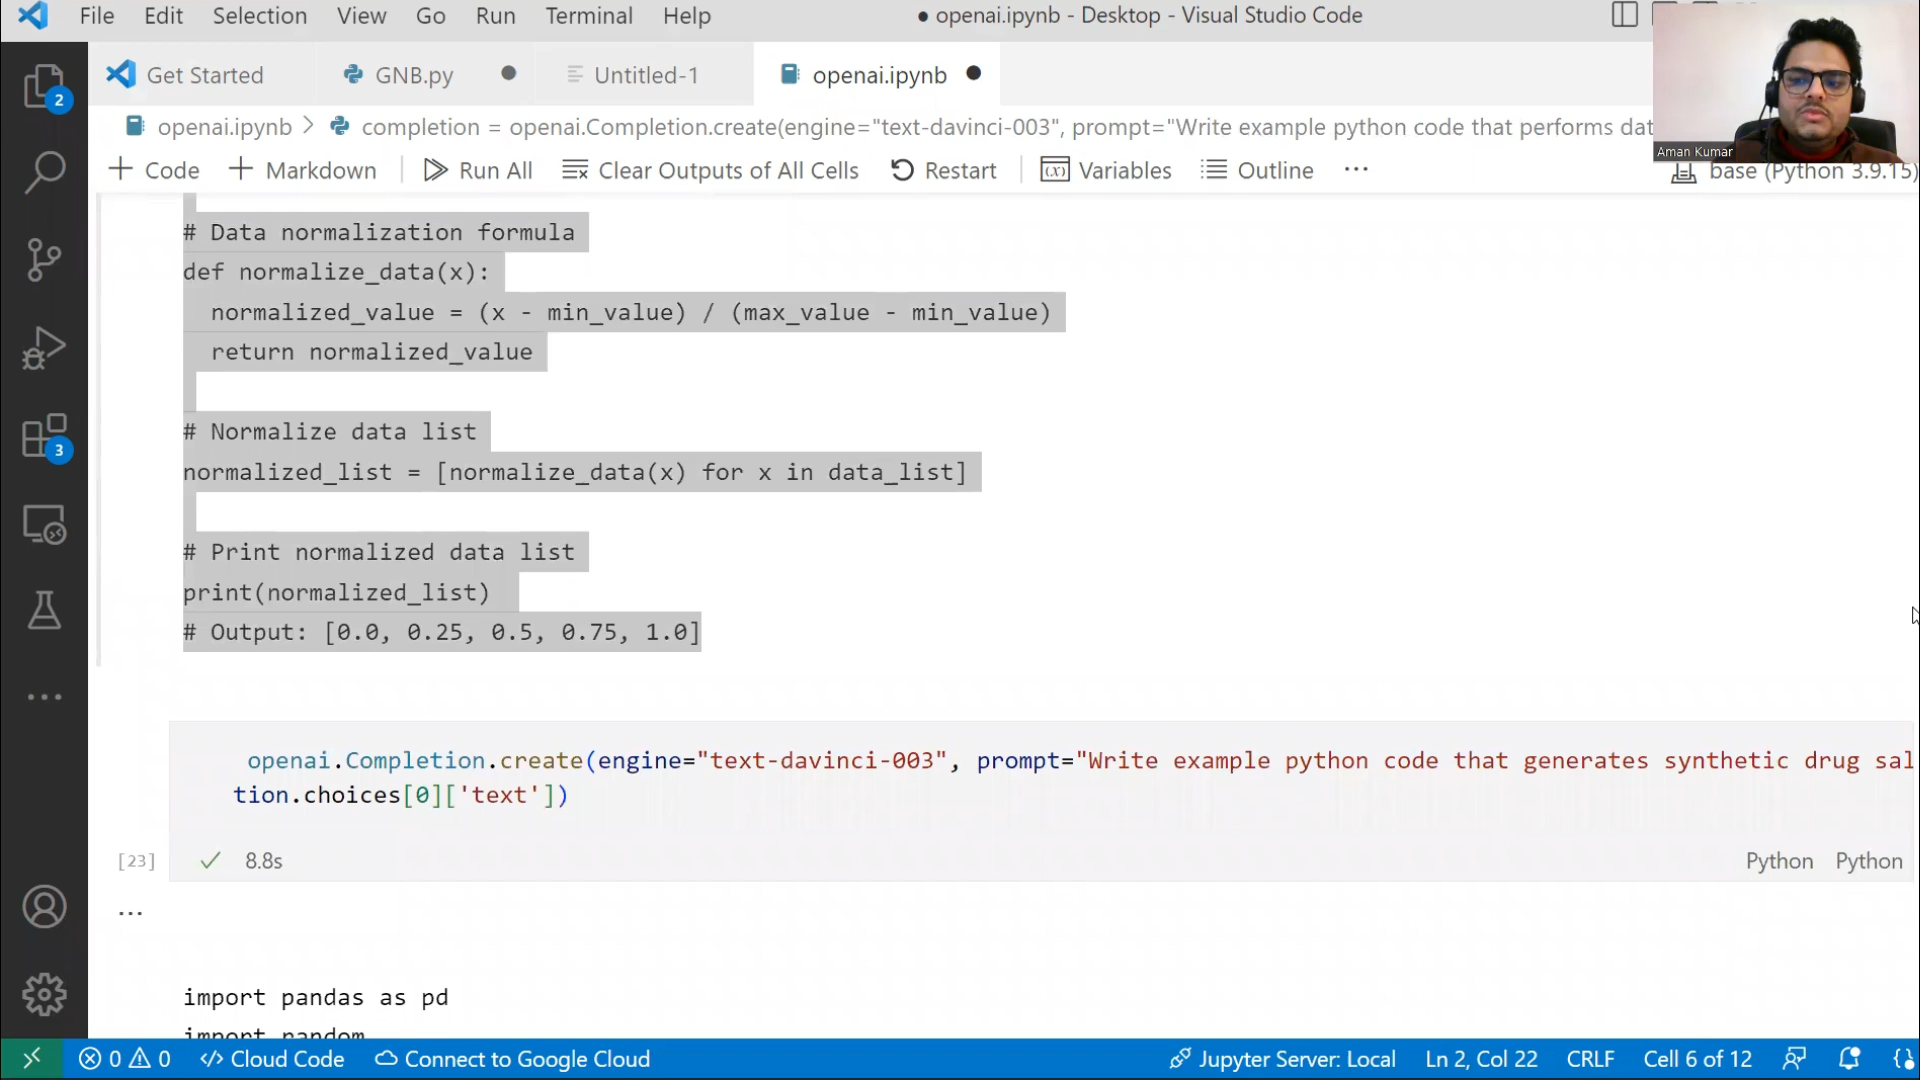 File Edit Selection View Go Run Terminal Help ● openai.ipynb - Desktop - Visual Studio Code
Get Started GNB.py Untitled-1 openai.ipynb
openai.ipynb > completion = openai.Completion.create(engine="text-davinci-003", prompt="Write example python code that performs dat
Aman Kumar
+ Code + Markdown Run All Clear Outputs of All Cells Restart Variables Outline ... base (Python 3.9.15)
2
# Data normalization formula
def normalize_data(x):
normalized_value = (x - min_value) / (max_value - min_value)
return normalized_value
# Normalize data list
3
normalized_list = [normalize_data(x) for x in data_list]
# Print normalized data list
print(normalized_list)
# Output: [0.0, 0.25, 0.5, 0.75, 1.0]
openai.Completion.create(engine="text-davinci-003", prompt="Write example python code that generates synthetic drug sal
tion.choices[0]['text'])
[23] 8.8s Python Python
...
import pandas as pd
import random
0 0 Cloud Code Connect to Google Cloud Jupyter Server: Local Ln 2, Col 22 CRLF Cell 6 of 12